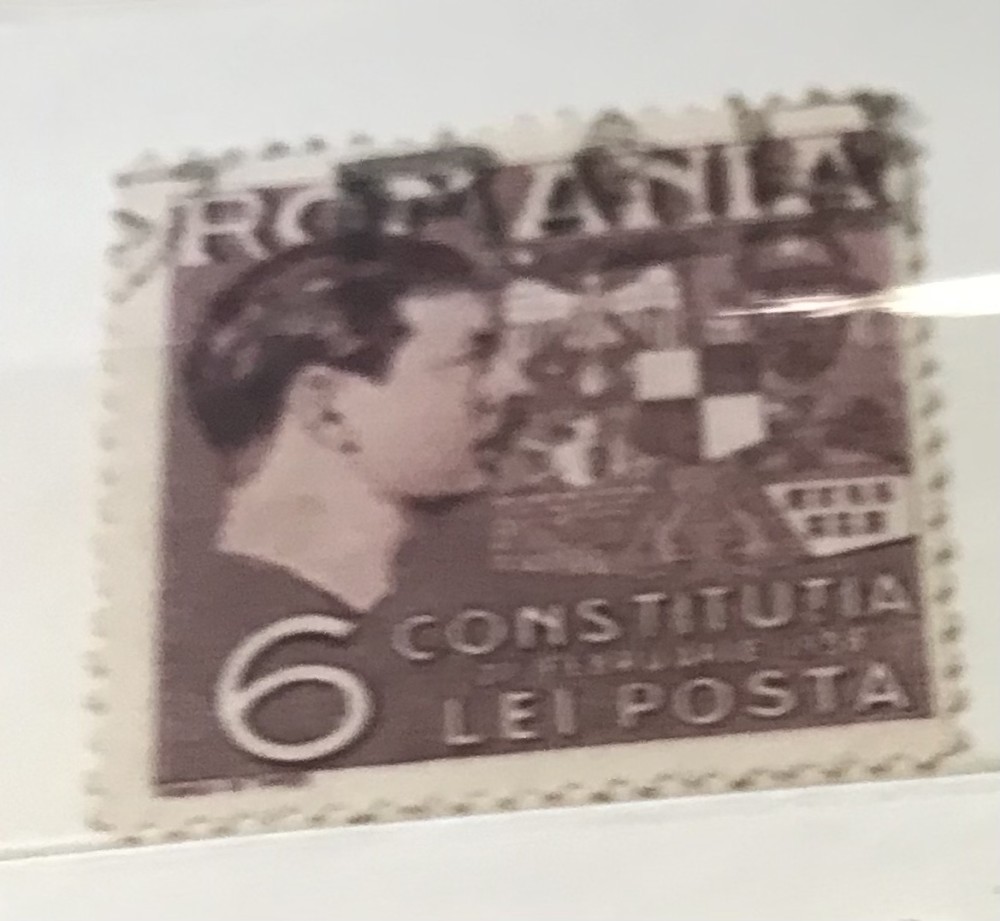 ROMANIA
CONSTITUTIA
6 LEI POSTA